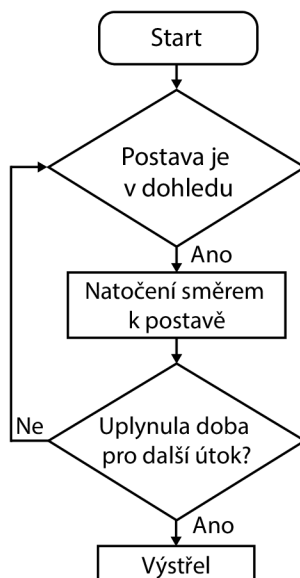 Start
Postava je
v dohledu
Ano
Natočení směrem
k postavě
Ne
Uplynula doba
pro další útok?
Ano
Výstřel